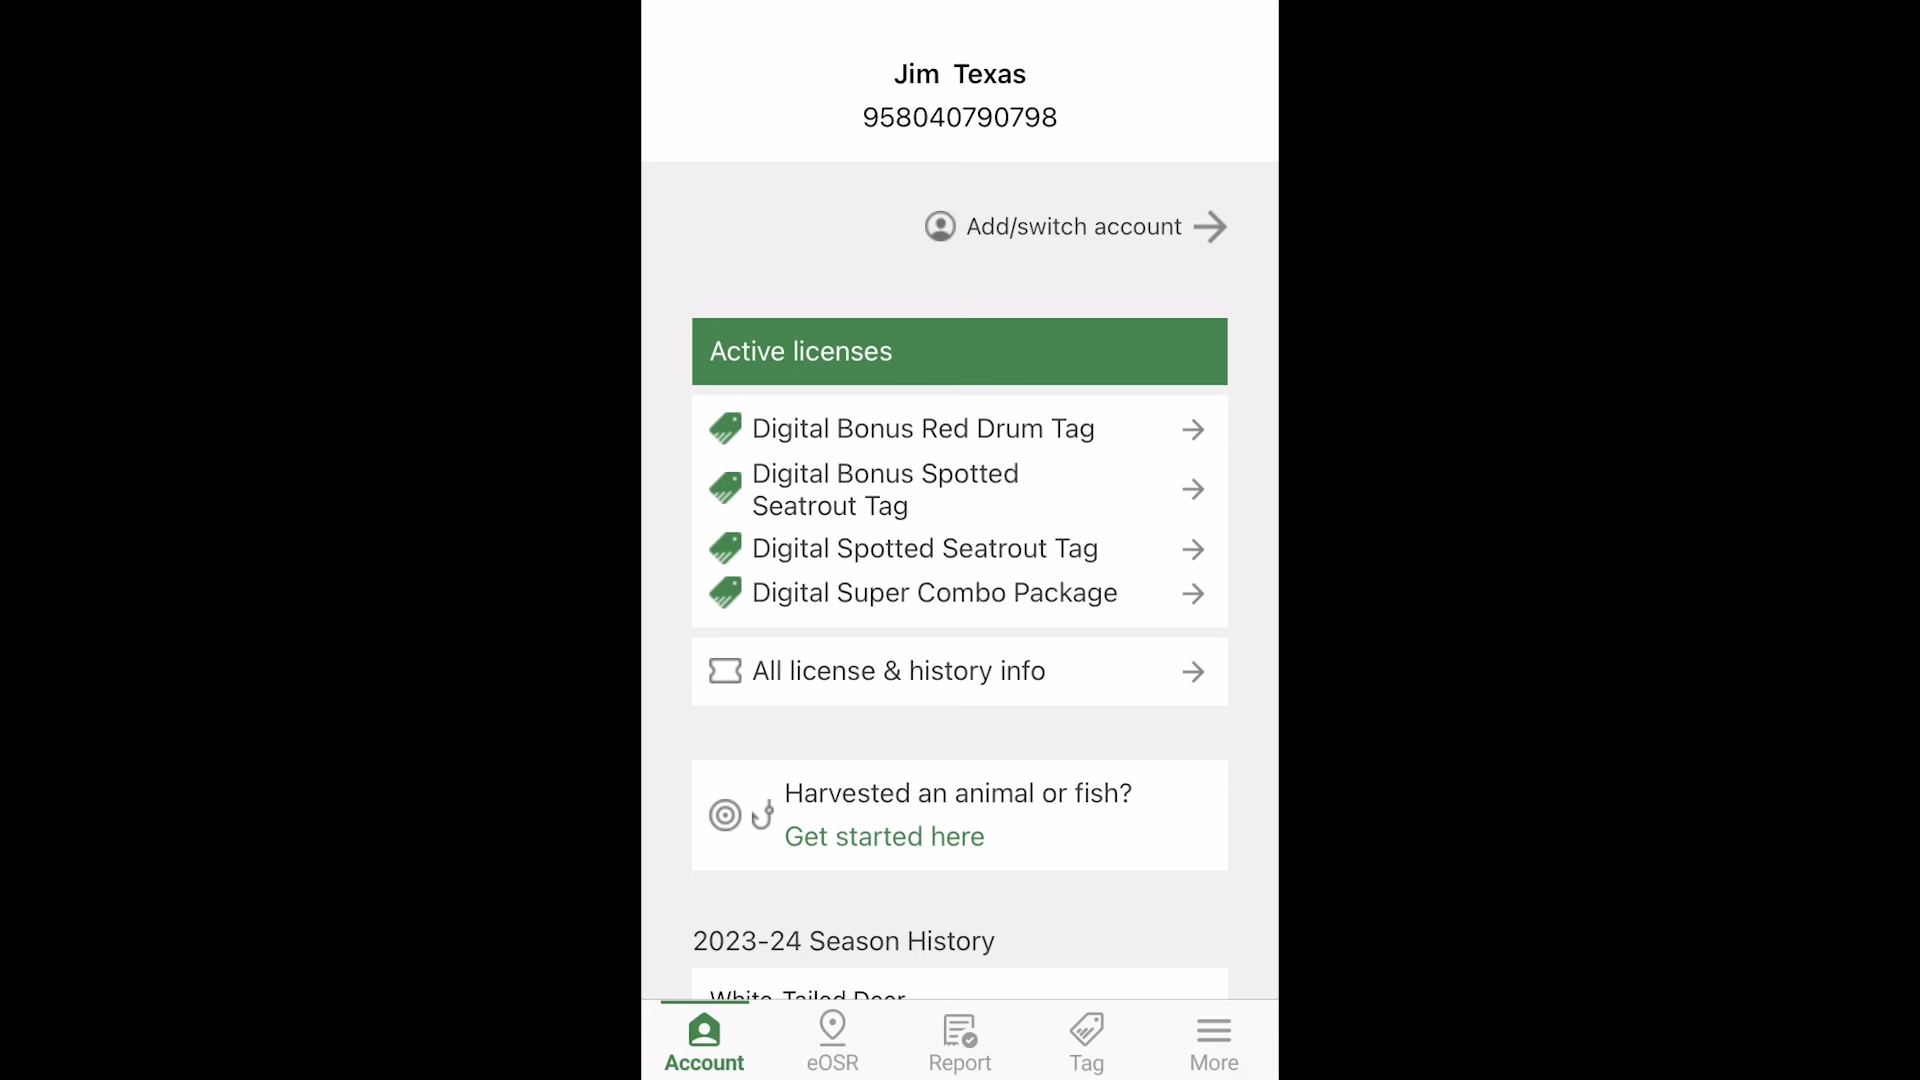 Jim Texas
958040790798
Add/switch account
Active licenses
Digital Bonus Red Drum Tag
Digital Bonus Spotted
Seatrout Tag
Digital Spotted Seatrout Tag
Digital Super Combo Package
All license & history info
Harvested an animal or fish?
Get started here
2023-24 Season History
White-Tailed Deer
Account
eOSR
Report
Tag
More